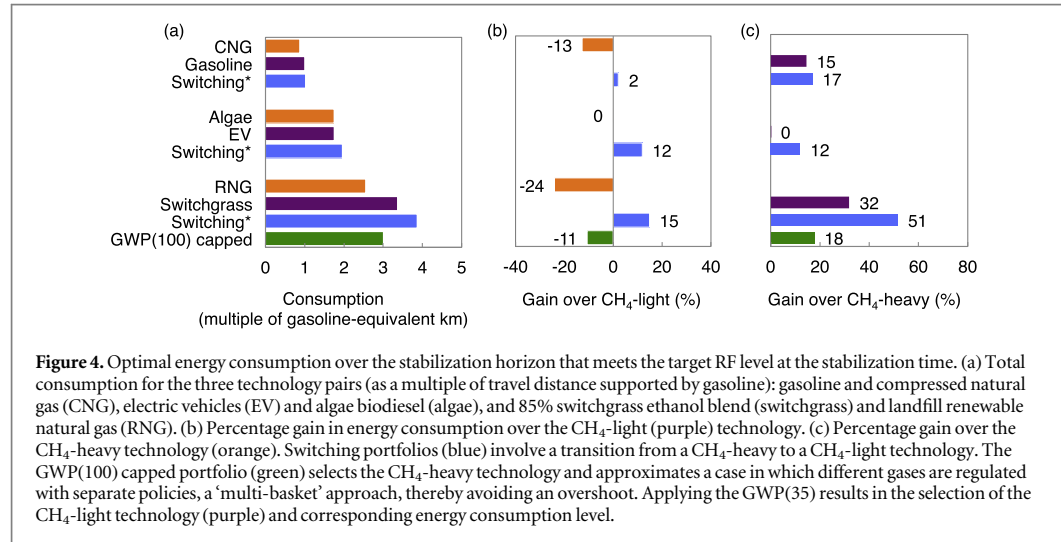 (a)
CNG
Gasoline
Switching*
Algae
EV
Switching*
RNG
Switchgrass
Switching*
GWP(100) capped
0 1 2 3 4 5
Consumption
(multiple of gasoline-equivalent km)
(b)
-13
2
0
12
-24
15
-11
-40 -20 0 20 40
Gain over CH₄-light (%)
(c)
15
17
0
12
32
51
18
0 20 40 60 80
Gain over CH₄-heavy (%)
Figure 4. Optimal energy consumption over the stabilization horizon that meets the target RF level at the stabilization time. (a) Total
consumption for the three technology pairs (as a multiple of travel distance supported by gasoline): gasoline and compressed natural
gas (CNG), electric vehicles (EV) and algae biodiesel (algae), and 85% switchgrass ethanol blend (switchgrass) and landfill renewable
natural gas (RNG). (b) Percentage gain in energy consumption over the CH₄-light (purple) technology. (c) Percentage gain over the
CH₄-heavy technology (orange). Switching portfolios (blue) involve a transition from a CH₄-heavy to a CH₄-light technology. The
GWP(100) capped portfolio (green) selects the CH₄-heavy technology and approximates a case in which different gases are regulated
with separate policies, a ‘multi-basket’ approach, thereby avoiding an overshoot. Applying the GWP(35) results in the selection of the
CH₄-light technology (purple) and corresponding energy consumption level.